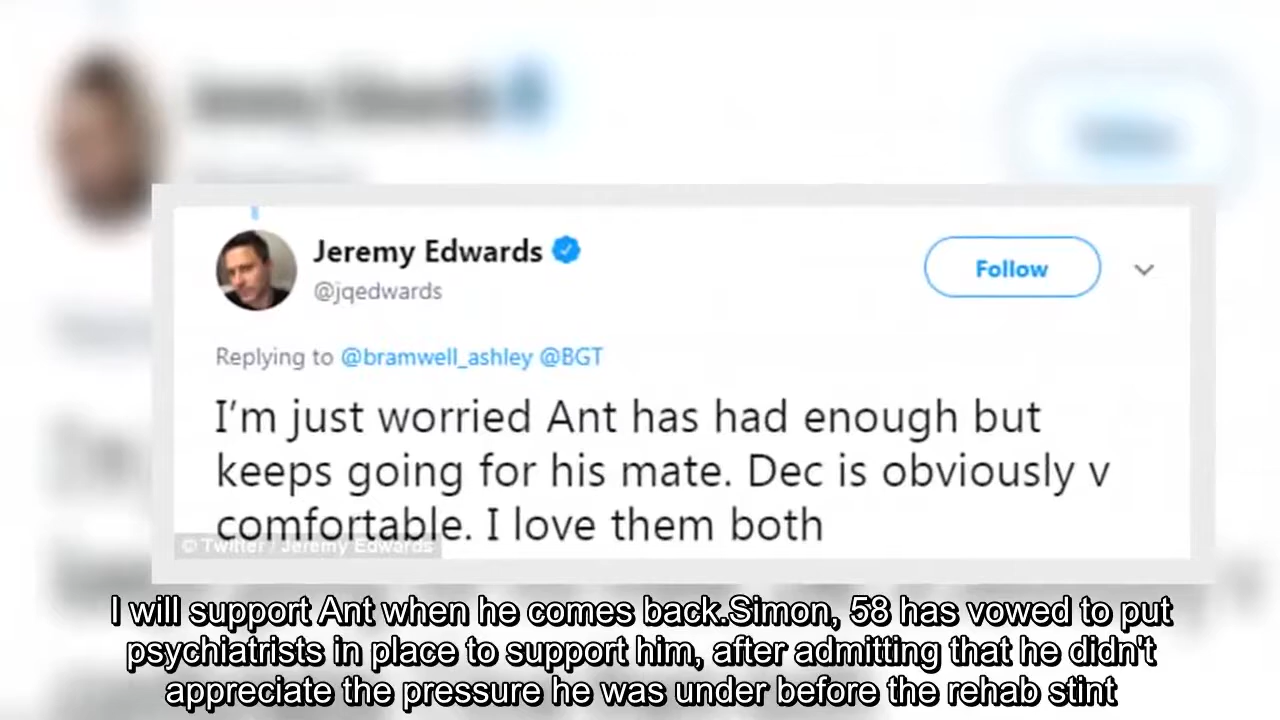 Jeremy Edwards
@jqedwards
Follow
Replying to @bramwell_ashley @BGT
I'm just worried Ant has had enough but
keeps going for his mate. Dec is obviously v
comfortable. I love them both
© Twitter / Jeremy Edwards
I will support Ant when he comes back.Simon, 58 has vowed to put
psychiatrists in place to support him, after admitting that he didn't
appreciate the pressure he was under before the rehab stint